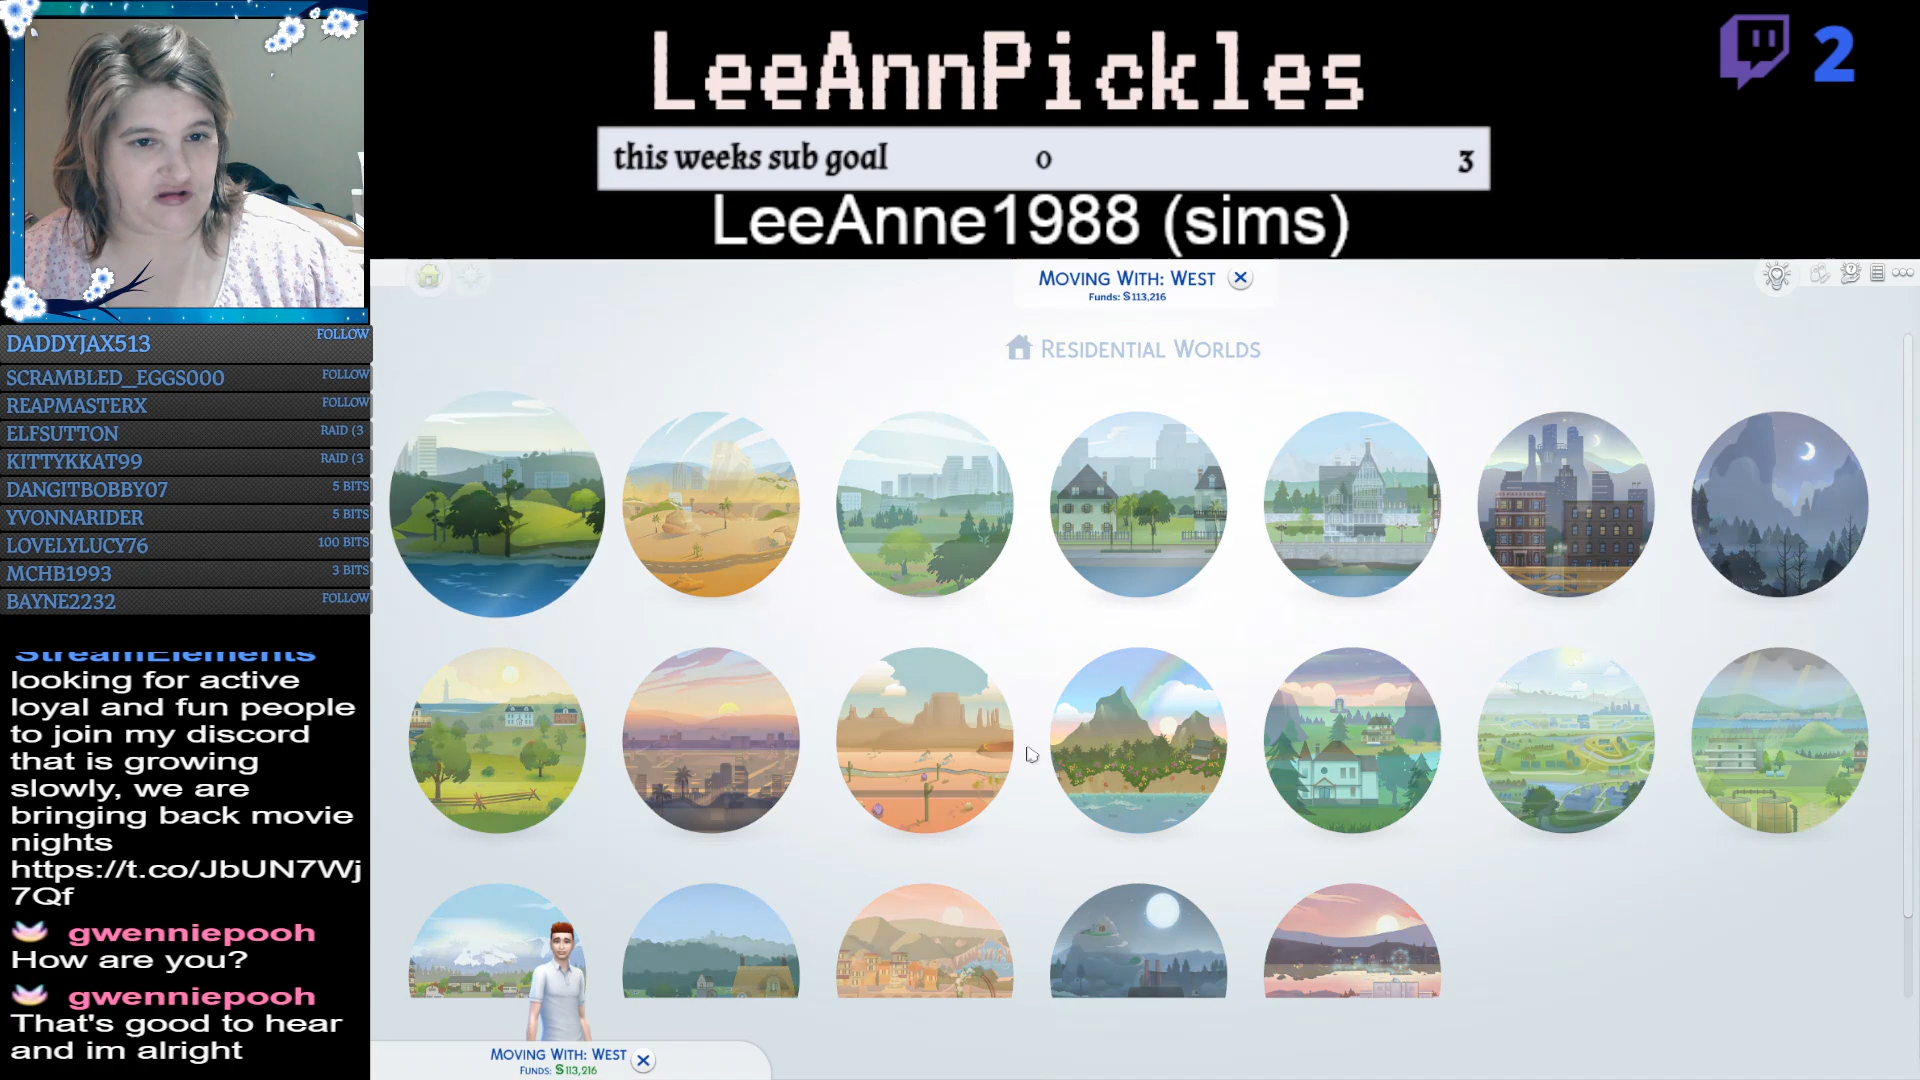 LeeAnnPickles
2
this weeks sub goal 0 3
LeeAnne1988 (sims)
MOVING WITH: WEST
Funds: §113,216
RESIDENTIAL WORLDS
DADDYJAX513 FOLLOW
SCRAMBLED_EGGS000 FOLLOW
REAPMASTERX FOLLOW
ELFSUTTON RAID (3
KITTYKKAT99 RAID (3
DANGITBOBBY07 5 BITS
YVONNARIDER 5 BITS
LOVELYLUCY76 100 BITS
MCHB1993 3 BITS
BAYNE2232 FOLLOW
StreamElements
looking for active
loyal and fun people
to join my discord
that is growing
slowly, we are
bringing back movie
nights
https://t.co/JbUN7Wj
7Qf
gwenniepooh
How are you?
gwenniepooh
That's good to hear
and im alright
MOVING WITH: WEST
FUNDS: §113,216